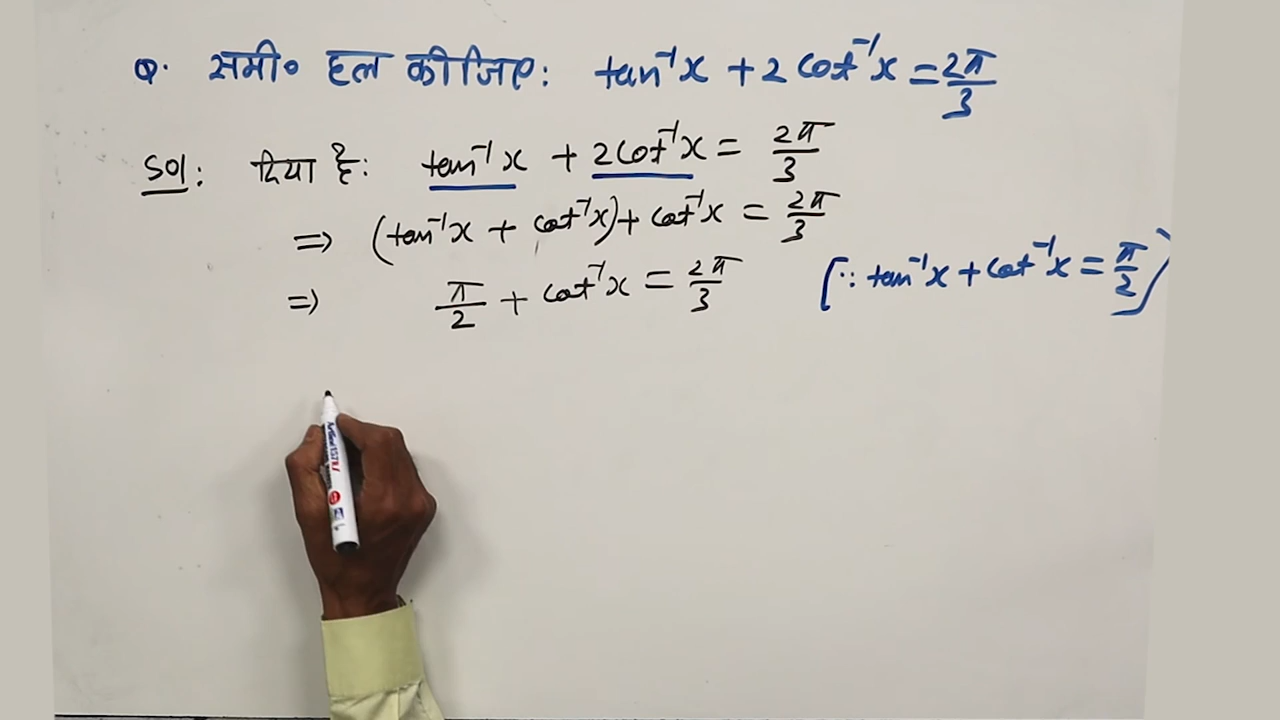 Q. समी० हल कीजिए: tan⁻¹x + 2 cot⁻¹x = 2π/3
Sol: दिया है: tan⁻¹x + 2cot⁻¹x = 2π/3
⇒ (tan⁻¹x + cot⁻¹x) + cot⁻¹x = 2π/3
⇒ π/2 + cot⁻¹x = 2π/3 [∵ tan⁻¹x + cot⁻¹x = π/2]